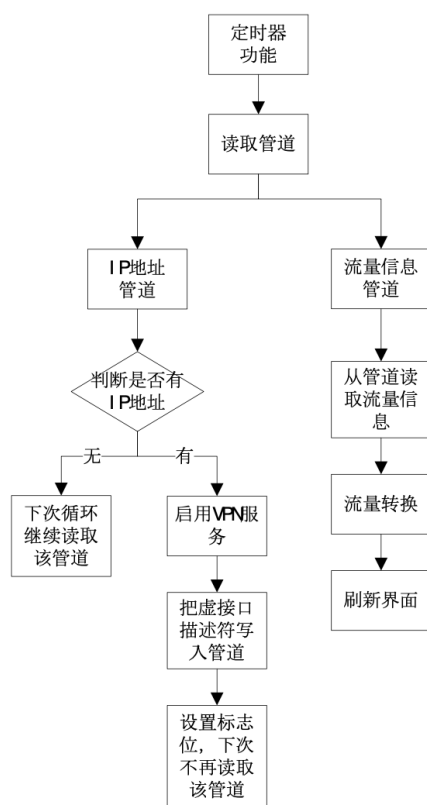 定时器
功能
读取管道
IP地址
管道
流量信息
管道
判断是否有
IP地址
从管道读
取流量信
息
无
有
下次循环
继续读取
该管道
启用VPN服
务
流量转换
把虚接口
描述符写
入管道
刷新界面
设置标志
位，下次
不再读取
该管道